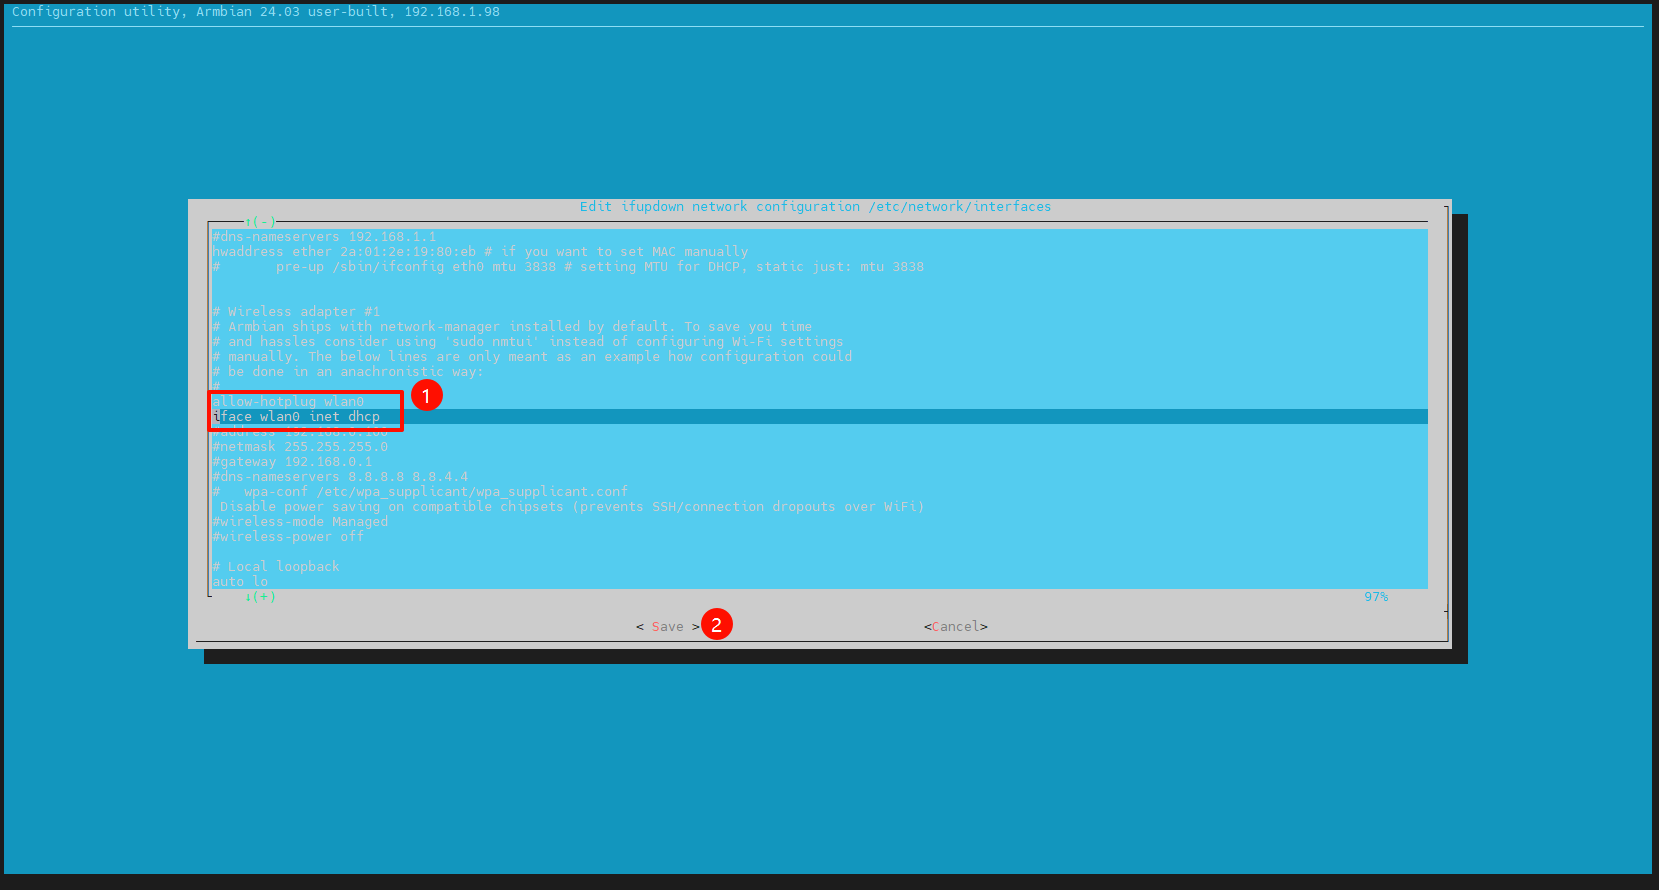 Configuration utility, Armbian 24.03 user-built, 192.168.1.98
Edit ifupdown network configuration /etc/network/interfaces
↑(-)
#dns-nameservers 192.168.1.1
hwaddress ether 2a:01:2e:19:80:eb # if you want to set MAC manually
#       pre-up /sbin/ifconfig eth0 mtu 3838 # setting MTU for DHCP, static just: mtu 3838
# Wireless adapter #1
# Armbian ships with network-manager installed by default. To save you time
# and hassles consider using 'sudo nmtui' instead of configuring Wi-Fi settings
# manually. The below lines are only meant as an example how configuration could
# be done in an anachronistic way:
#
allow-hotplug wlan0
1
iface wlan0 inet dhcp
#address 192.168.0.100
#netmask 255.255.255.0
#gateway 192.168.0.1
#dns-nameservers 8.8.8.8 8.8.4.4
#   wpa-conf /etc/wpa_supplicant/wpa_supplicant.conf
Disable power saving on compatible chipsets (prevents SSH/connection dropouts over WiFi)
#wireless-mode Managed
#wireless-power off
# Local loopback
auto lo
↓(+) 97%
< Save > 2 <Cancel>